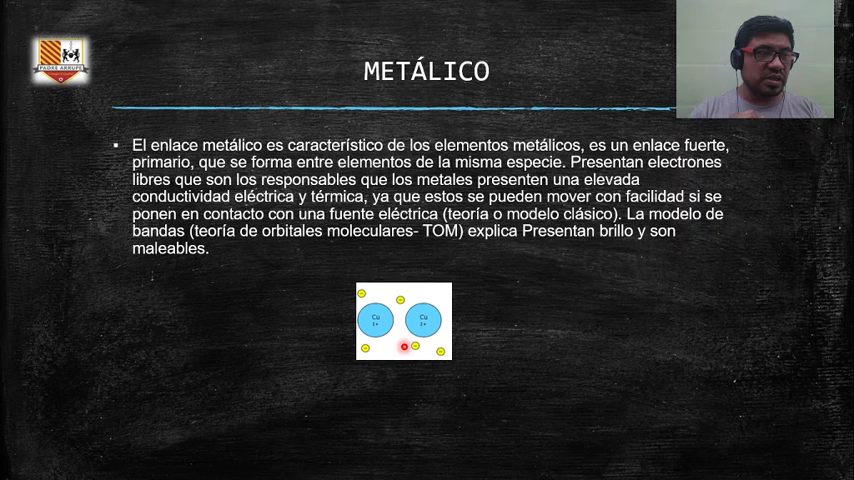 PADRE ARRUPE
METÁLICO
▪ El enlace metálico es característico de los elementos metálicos, es un enlace fuerte,
primario, que se forma entre elementos de la misma especie. Presentan electrones
libres que son los responsables que los metales presenten una elevada
conductividad eléctrica y térmica, ya que estos se pueden mover con facilidad si se
ponen en contacto con una fuente eléctrica (teoría o modelo clásico). La modelo de
bandas (teoría de orbitales moleculares- TOM) explica Presentan brillo y son
maleables.
Cu Cu